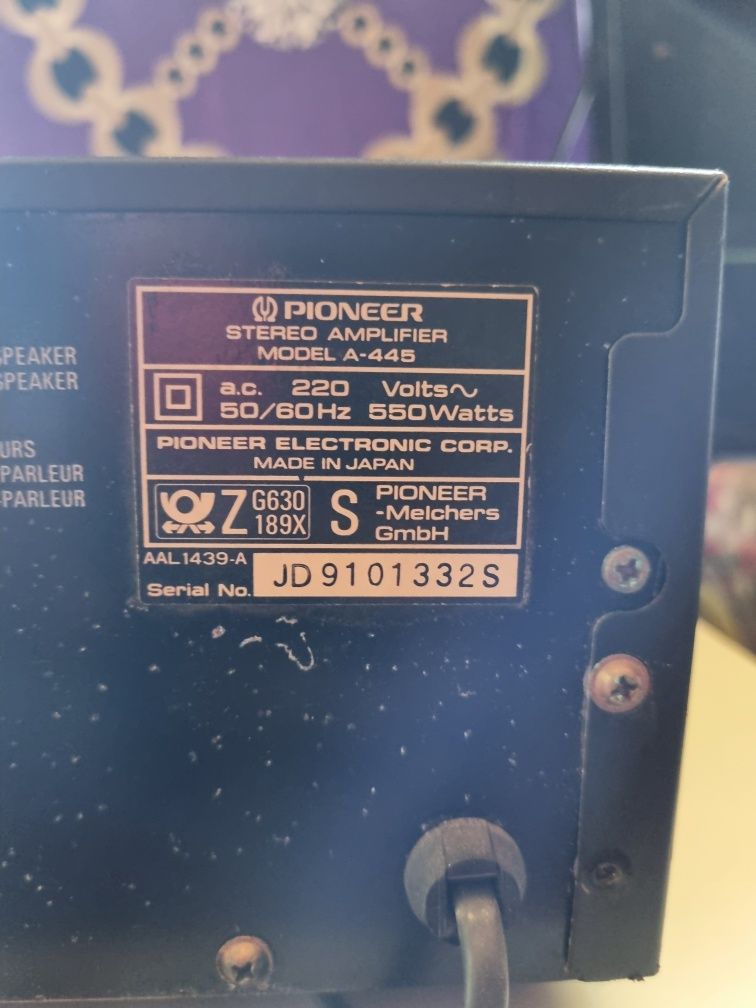 SPEAKER
SPEAKER
PARLEUR
PARLEUR
PIONEER
STEREO AMPLIFIER
MODEL A-445
a.c. 220 Volts~
50/60Hz 550Watts
PIONEER ELECTRONIC CORP.
MADE IN JAPAN
Z G630
189X
S PIONEER
-Melchers
GmbH
AAL1439-A
Serial No. JD9101332S